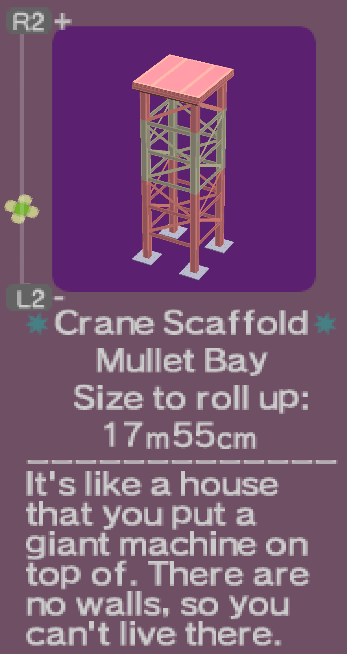 R2 +
L2 -
Crane Scaffold
Mullet Bay
Size to roll up:
17m55cm
It's like a house
that you put a
giant machine on
top of. There are
no walls, so you
can't live there.